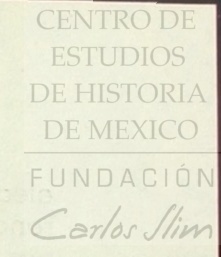 CENTRO DE
ESTUDIOS
DE HISTORIA
DE MEXICO
FUNDACIÓN
Carlos Slim